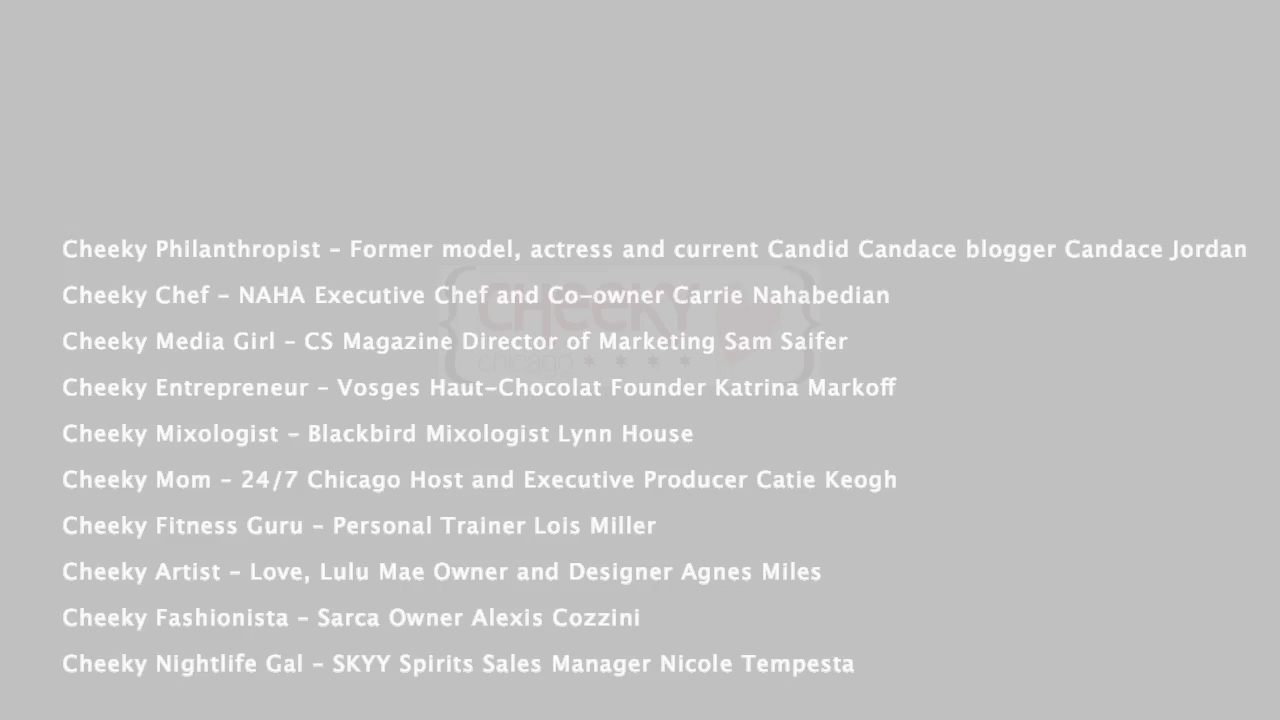 Cheeky Philanthropist – Former model, actress and current Candid Candace blogger Candace Jordan
Cheeky Chef – NAHA Executive Chef and Co-owner Carrie Nahabedian
Cheeky Media Girl – CS Magazine Director of Marketing Sam Saifer
Cheeky Entrepreneur – Vosges Haut-Chocolat Founder Katrina Markoff
Cheeky Mixologist – Blackbird Mixologist Lynn House
Cheeky Mom – 24/7 Chicago Host and Executive Producer Catie Keogh
Cheeky Fitness Guru – Personal Trainer Lois Miller
Cheeky Artist – Love, Lulu Mae Owner and Designer Agnes Miles
Cheeky Fashionista – Sarca Owner Alexis Cozzini
Cheeky Nightlife Gal – SKYY Spirits Sales Manager Nicole Tempesta
{CHeeKY}
chicago ****